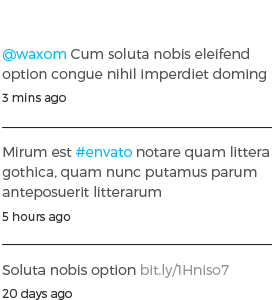 @waxom Cum soluta nobis eleifend
option congue nihil imperdiet doming
3 mins ago
Mirum est #envato notare quam littera
gothica, quam nunc putamus parum
anteposuerit litterarum
5 hours ago
Soluta nobis option bit.ly/1Hniso7
20 days ago